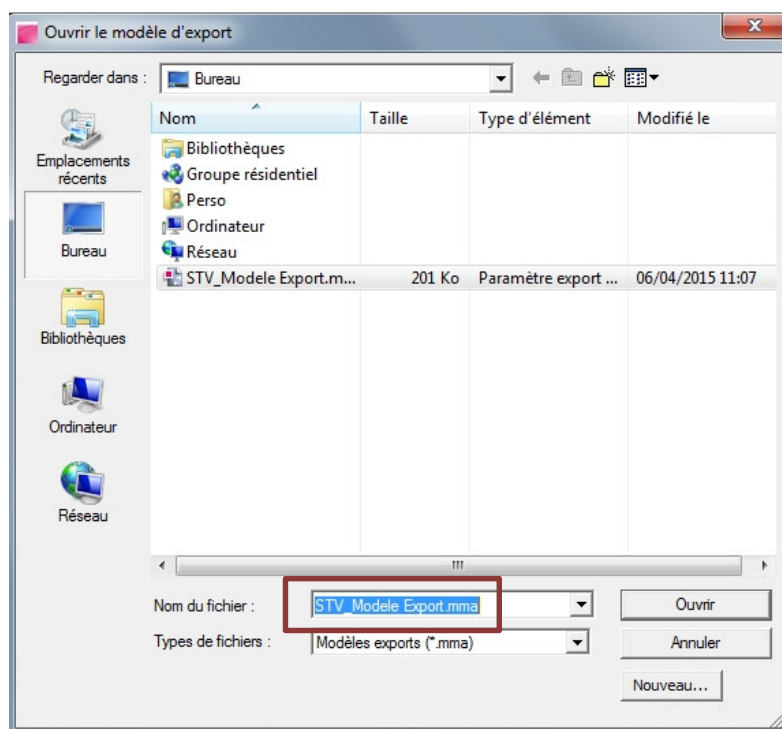 Ouvrir le modèle d'export
Regarder dans : Bureau
Nom Taille Type d'élément Modifié le
Emplacements récents
Bureau
Bibliothèques
Ordinateur
Réseau
Bibliothèques
Groupe résidentiel
Perso
Ordinateur
Réseau
STV_Modele Export.m... 201 Ko Paramètre export ... 06/04/2015 11:07
Nom du fichier : STV_Modele Export.mma Ouvrir
Types de fichiers : Modèles exports (*.mma) Annuler
Nouveau...